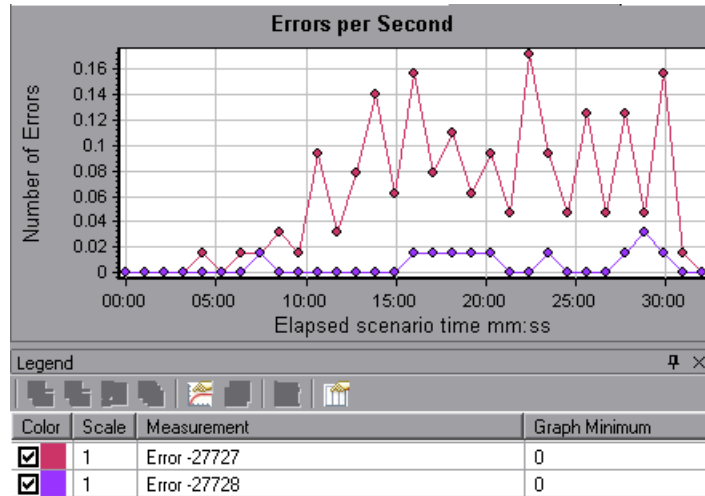 Errors per Second
Number of Errors
0.16
0.14
0.12
0.1
0.08
0.06
0.04
0.02
0
00:00 05:00 10:00 15:00 20:00 25:00 30:00
Elapsed scenario time mm:ss
Legend
Color Scale Measurement Graph Minimum
1 Error -27727 0
1 Error -27728 0